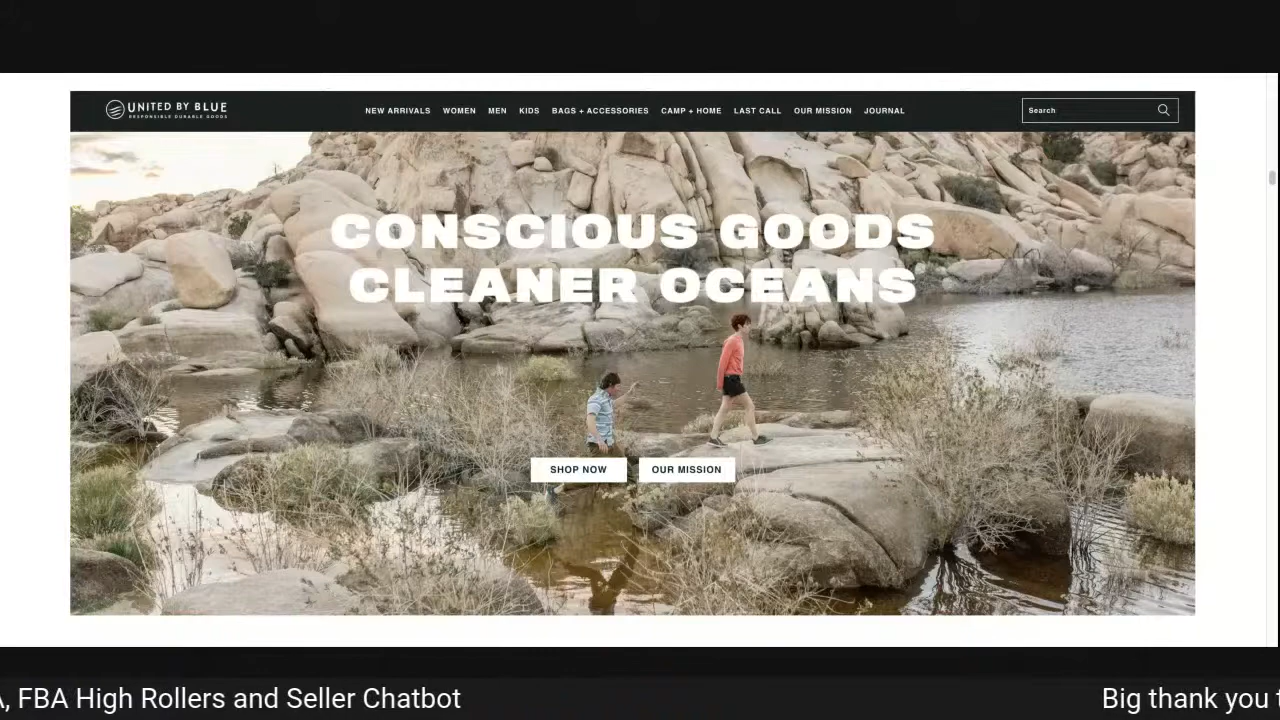 UNITED BY BLUE
RESPONSIBLE DURABLE GOODS
NEW ARRIVALS WOMEN MEN KIDS BAGS + ACCESSORIES CAMP + HOME LAST CALL OUR MISSION JOURNAL
Search
CONSCIOUS GOODS
CLEANER OCEANS
SHOP NOW OUR MISSION
, FBA High Rollers and Seller Chatbot
Big thank you